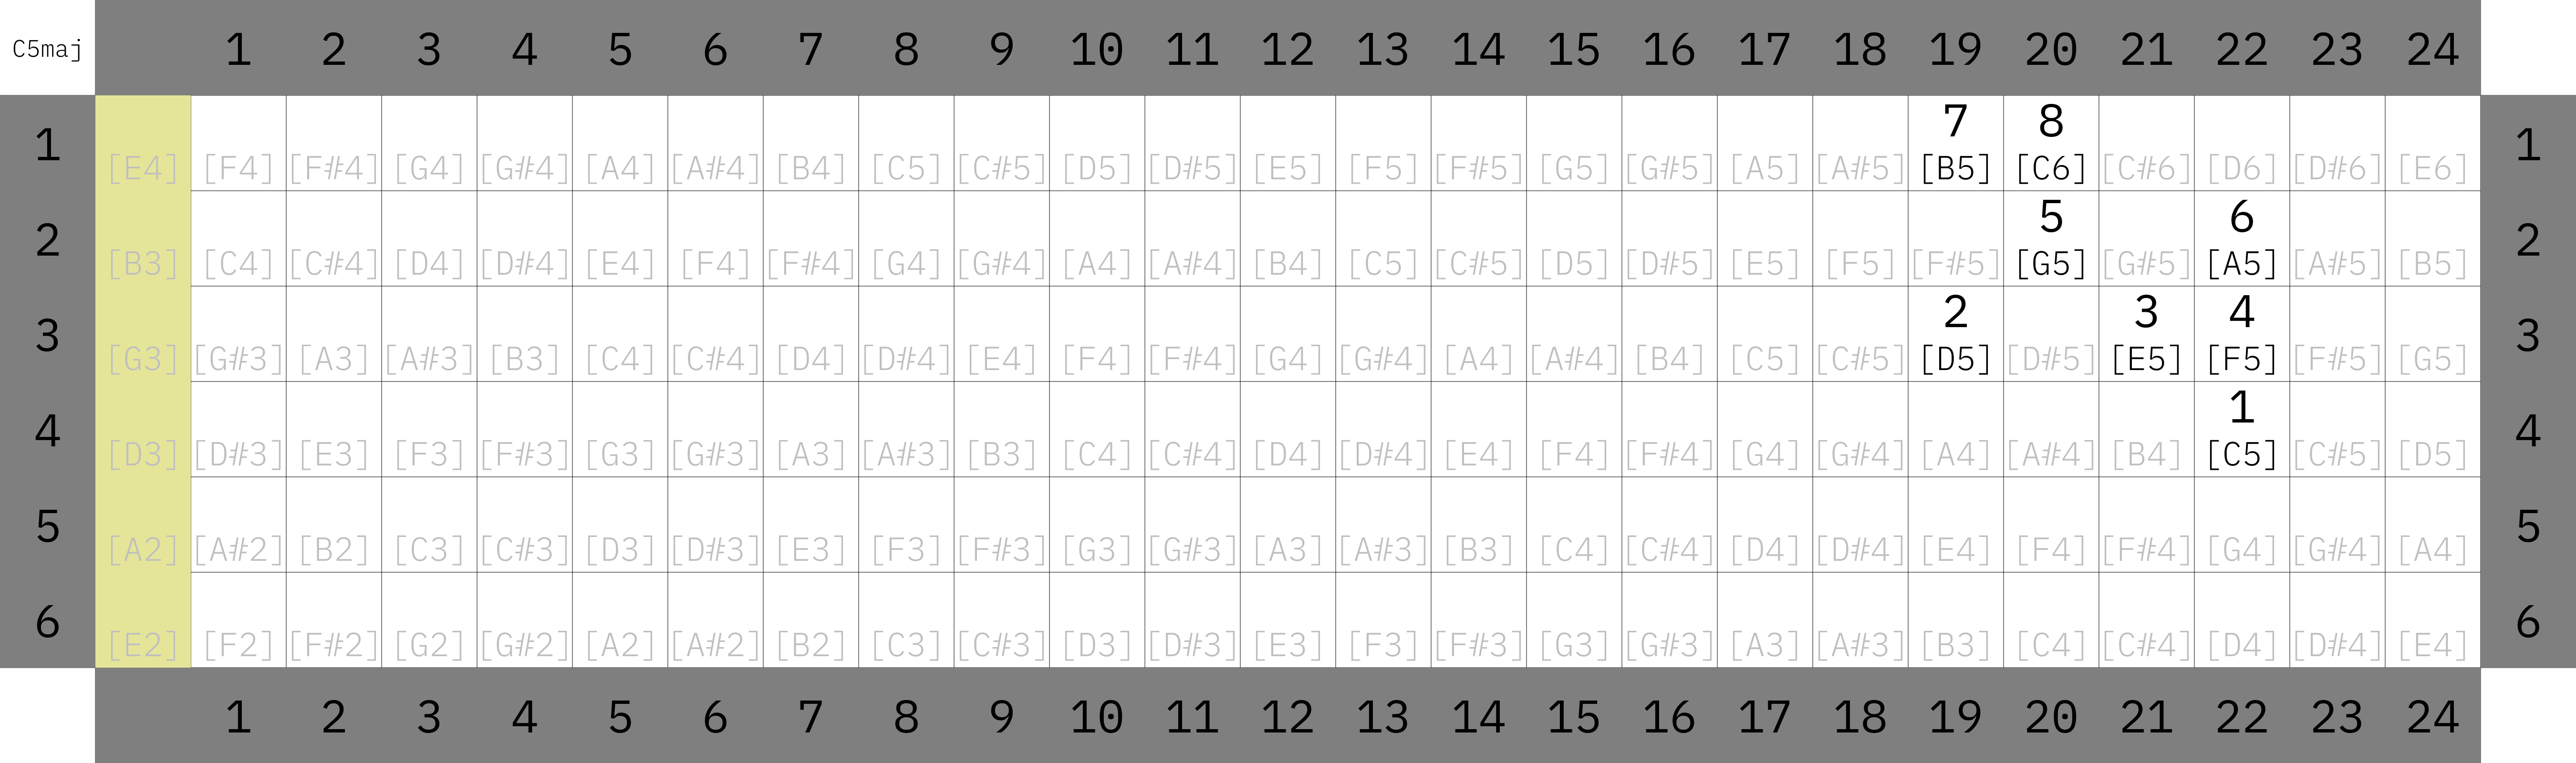 C5maj 1 2 3 4 5 6 7 8 9 10 11 12 13 14 15 16 17 18 19 20 21 22 23 24
7 8
1 [E4] [F4] [F#4] [G4] [G#4] [A4] [A#4] [B4] [C5] [C#5] [D5] [D#5] [E5] [F5] [F#5] [G5] [G#5] [A5] [A#5] [B5] [C6] [C#6] [D6] [D#6] [E6] 1
5 6
2 [B3] [C4] [C#4] [D4] [D#4] [E4] [F4] [F#4] [G4] [G#4] [A4] [A#4] [B4] [C5] [C#5] [D5] [D#5] [E5] [F5] [F#5] [G5] [G#5] [A5] [A#5] [B5] 2
2 3 4
3 [G3] [G#3] [A3] [A#3] [B3] [C4] [C#4] [D4] [D#4] [E4] [F4] [F#4] [G4] [G#4] [A4] [A#4] [B4] [C5] [C#5] [D5] [D#5] [E5] [F5] [F#5] [G5] 3
1
4 [D3] [D#3] [E3] [F3] [F#3] [G3] [G#3] [A3] [A#3] [B3] [C4] [C#4] [D4] [D#4] [E4] [F4] [F#4] [G4] [G#4] [A4] [A#4] [B4] [C5] [C#5] [D5] 4
5 [A2] [A#2] [B2] [C3] [C#3] [D3] [D#3] [E3] [F3] [F#3] [G3] [G#3] [A3] [A#3] [B3] [C4] [C#4] [D4] [D#4] [E4] [F4] [F#4] [G4] [G#4] [A4] 5
6 [E2] [F2] [F#2] [G2] [G#2] [A2] [A#2] [B2] [C3] [C#3] [D3] [D#3] [E3] [F3] [F#3] [G3] [G#3] [A3] [A#3] [B3] [C4] [C#4] [D4] [D#4] [E4] 6
1 2 3 4 5 6 7 8 9 10 11 12 13 14 15 16 17 18 19 20 21 22 23 24